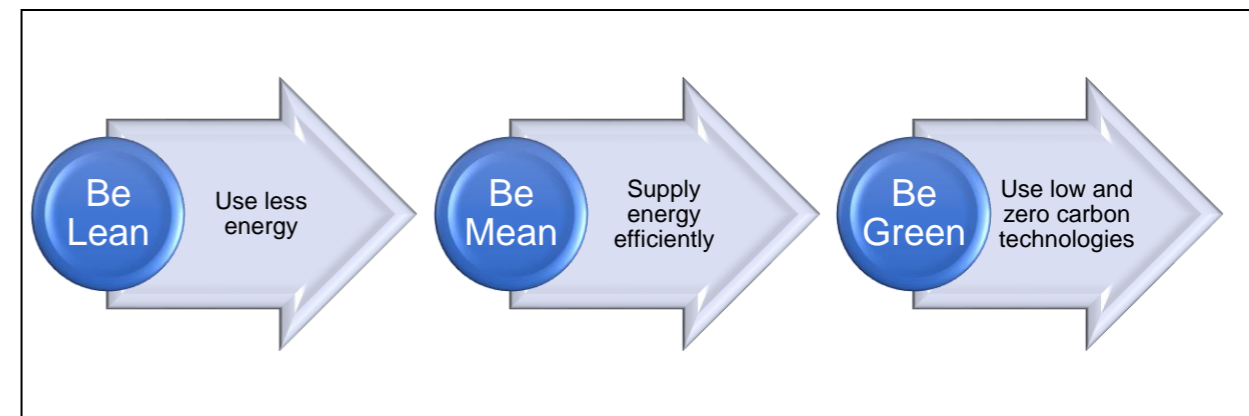 Be
Lean
Use less
energy
Be
Mean
Supply
energy
efficiently
Be
Green
Use low and
zero carbon
technologies